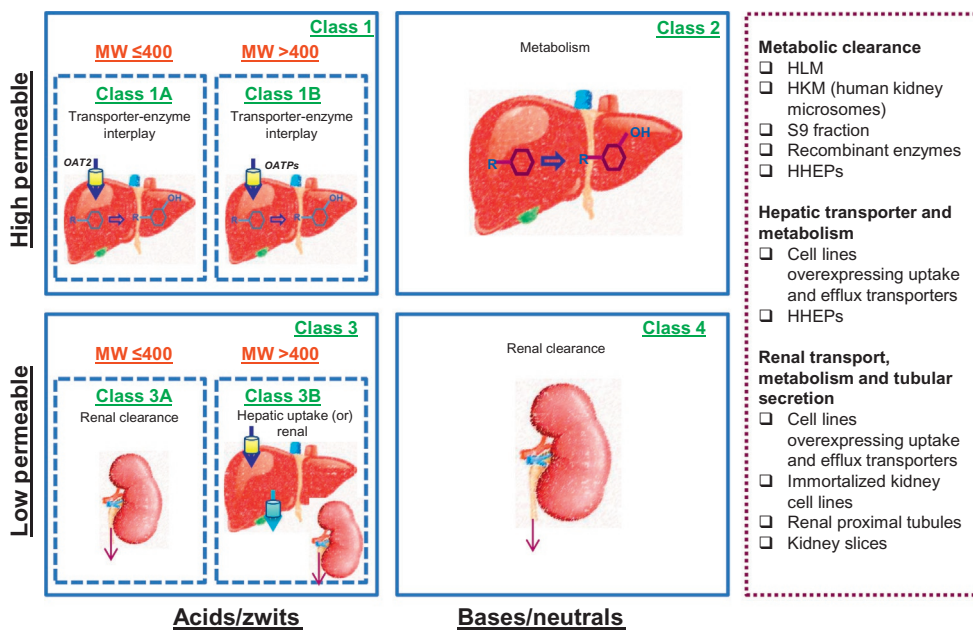 Class 1
MW ≤400
MW >400
Class 1A
Transporter-enzyme
interplay
OAT2
R
OH
R
Class 1B
Transporter-enzyme
interplay
OATPs
R
OH
R
Class 2
Metabolism
R
OH
R
High permeable
Class 3
MW ≤400
MW >400
Class 3A
Renal clearance
Class 3B
Hepatic uptake (or)
renal
Class 4
Renal clearance
Low permeable
Acids/zwits
Bases/neutrals
Metabolic clearance
❑ HLM
❑ HKM (human kidney
microsomes)
❑ S9 fraction
❑ Recombinant enzymes
❑ HHEPs
Hepatic transporter and
metabolism
❑ Cell lines
overexpressing uptake
and efflux transporters
❑ HHEPs
Renal transport,
metabolism and tubular
secretion
❑ Cell lines
overexpressing uptake
and efflux transporters
❑ Immortalized kidney
cell lines
❑ Renal proximal tubules
❑ Kidney slices